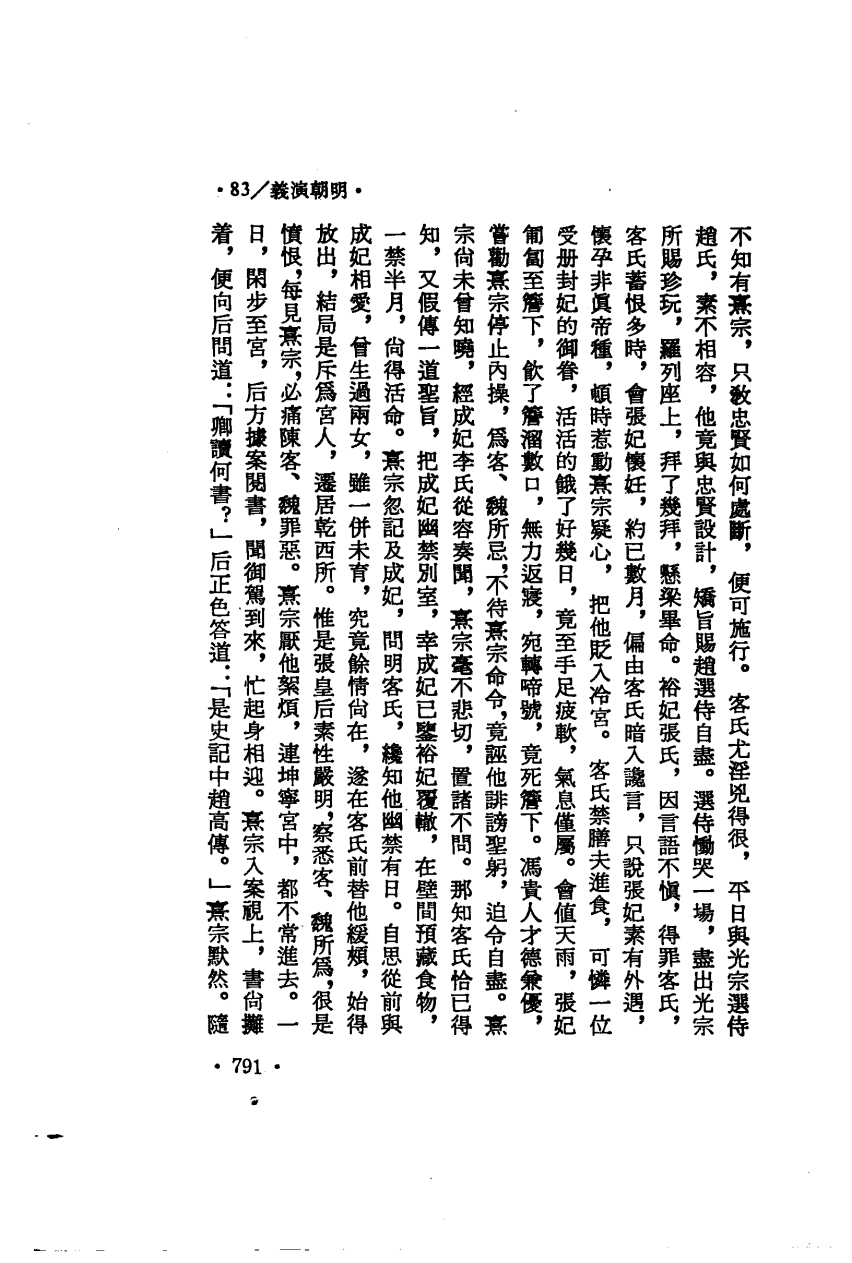 •83／義演朝明•
不知有熹宗，只敎忠賢如何處斷，便可施行。客氏尤淫兇得很，平日與光宗選侍
趙氏，素不相容，他竟與忠賢設計，矯旨賜趙選侍自盡。選侍慟哭一場，盡出光宗
所賜珍玩，羅列座上，拜了幾拜，懸梁畢命。裕妃張氏，因言語不愼，得罪客氏，
客氏蓄恨多時，會張妃懷妊，約已數月，偏由客氏暗入讒言，只說張妃素有外遇，
懷孕非眞帝種，頓時惹動熹宗疑心，把他貶入冷宮。客氏禁膳夫進食，可憐一位
受册封妃的御眷，活活的餓了好幾日，竟至手足疲軟，氣息僅屬。會値天雨，張妃
匍匐至簷下，飮了簷溜數口，無力返寢，宛轉啼號，竟死簷下。馮貴人才德兼優，
嘗勸熹宗停止內操，爲客、魏所忌，不待熹宗命令，竟誣他誹謗聖躬，迫令自盡。熹
宗尙未曾知曉，經成妃李氏從容奏聞，熹宗毫不悲切，置諸不問。那知客氏恰已得
知，又假傳一道聖旨，把成妃幽禁別室，幸成妃已鑒裕妃覆轍，在壁間預藏食物，
一禁半月，尙得活命。熹宗忽記及成妃，問明客氏，纔知他幽禁有日。自思從前與
成妃相愛，曾生過兩女，雖一併未育，究竟餘情尙在，遂在客氏前替他緩頰，始得
放出，結局是斥爲宮人，遷居乾西所。惟是張皇后素性嚴明，察悉客、魏所爲，很是
憤恨，每見熹宗，必痛陳客、魏罪惡。熹宗厭他絮煩，連坤寧宮中，都不常進去。一
日，閑步至宮，后方據案閱書，聞御駕到來，忙起身相迎。熹宗入案視上，書尙攤
着，便向后問道：「卿讀何書？」后正色答道：「是史記中趙高傳。」熹宗默然。隨
•791•